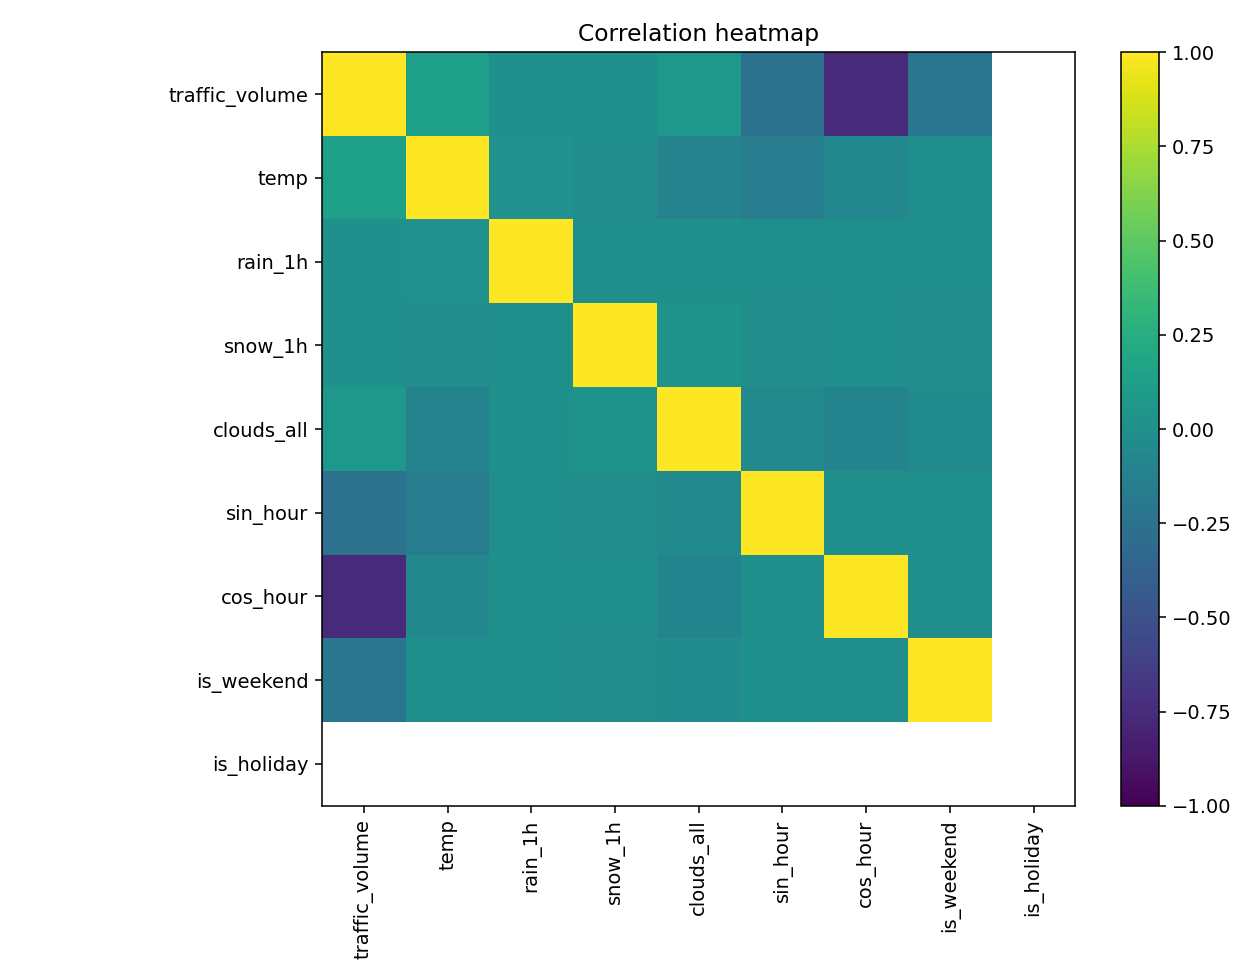 Correlation heatmap
traffic_volume
temp
rain_1h
snow_1h
clouds_all
sin_hour
cos_hour
is_weekend
is_holiday
traffic_volume
temp
rain_1h
snow_1h
clouds_all
sin_hour
cos_hour
is_weekend
is_holiday
1.00
0.75
0.50
0.25
0.00
−0.25
−0.50
−0.75
−1.00